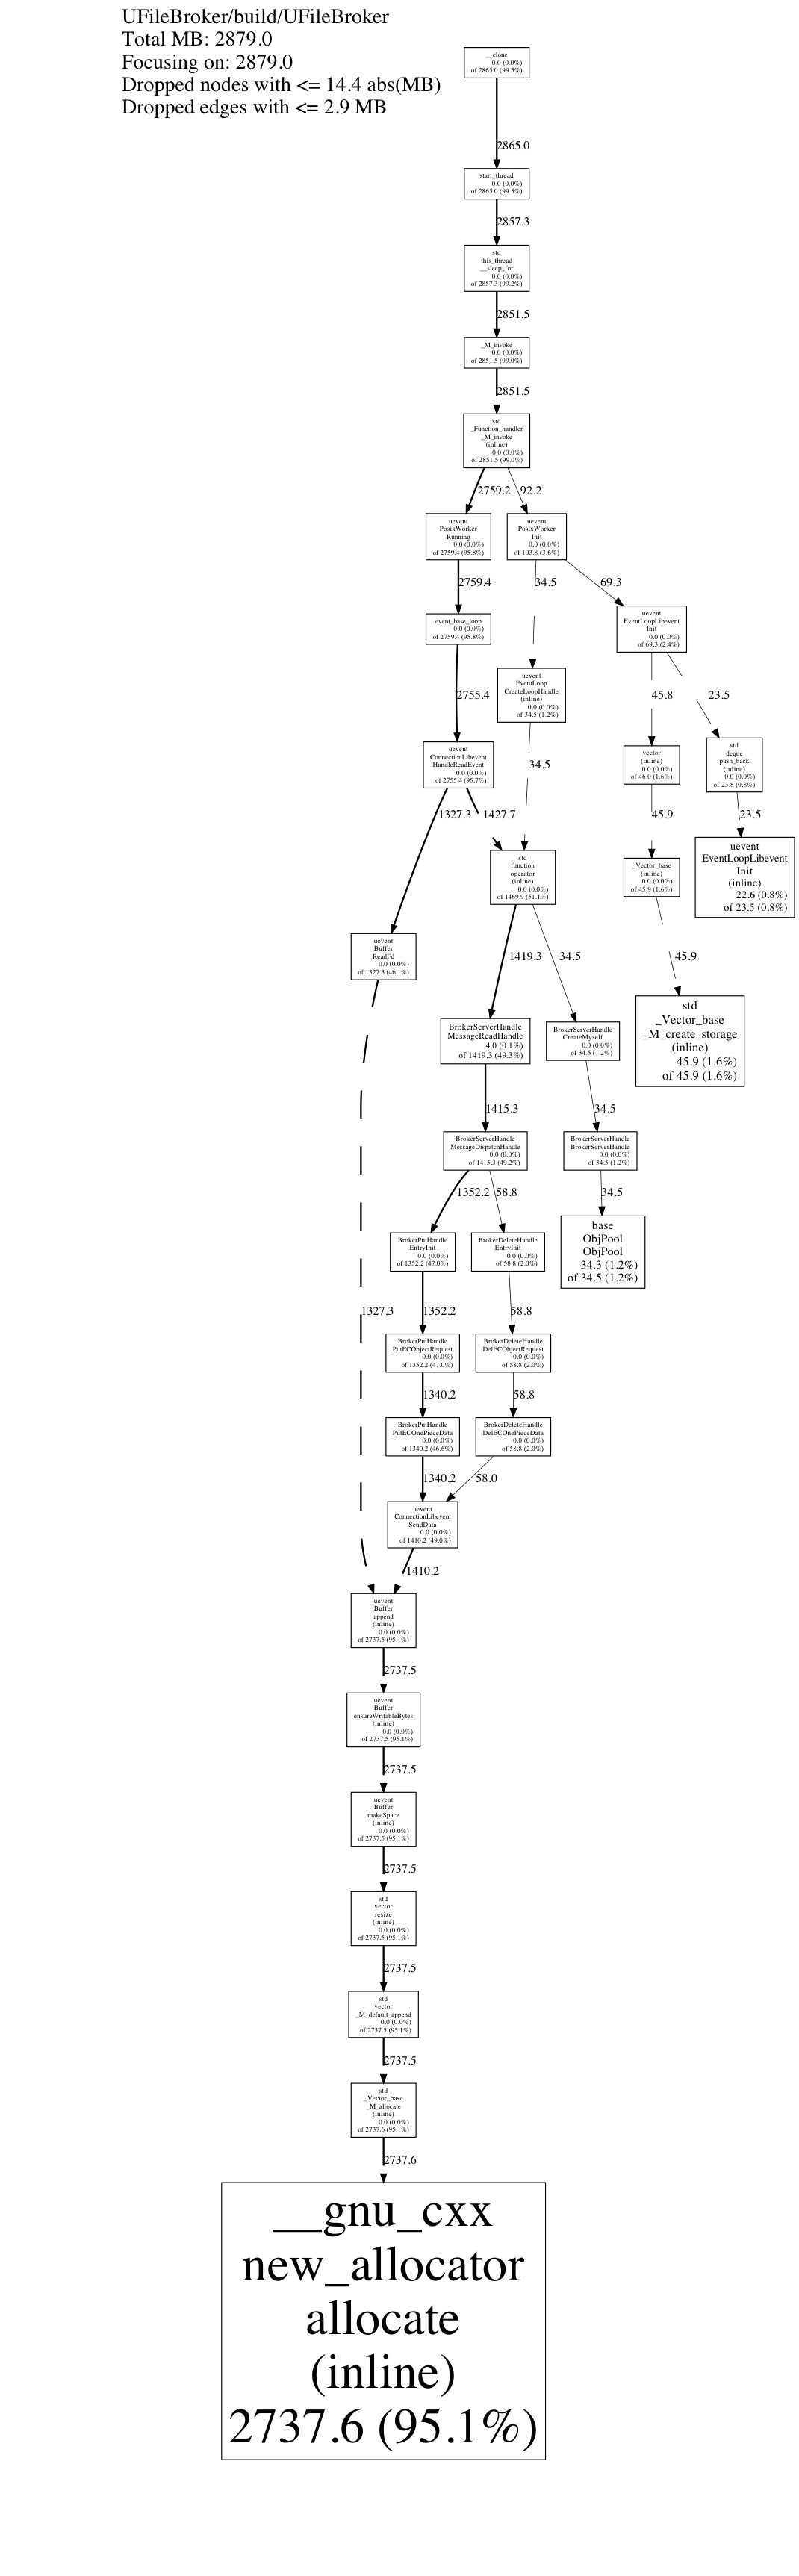 UFileBroker/build/UFileBroker
Total MB: 2879.0
Focusing on: 2879.0
Dropped nodes with <= 14.4 abs(MB)
Dropped edges with <= 2.9 MB
__clone
0.0 (0.0%)
of 2865.0 (99.5%)
2865.0
start_thread
0.0 (0.0%)
of 2865.0 (99.5%)
2857.3
std
this_thread
__sleep_for
0.0 (0.0%)
of 2857.3 (99.2%)
2851.5
_M_invoke
0.0 (0.0%)
of 2851.5 (99.0%)
2851.5
std
_Function_handler
_M_invoke
(inline)
0.0 (0.0%)
of 2851.5 (99.0%)
2759.2
92.2
uevent
PosixWorker
Running
0.0 (0.0%)
of 2759.4 (95.8%)
uevent
PosixWorker
Init
0.0 (0.0%)
of 103.8 (3.6%)
2759.4
34.5
69.3
event_base_loop
0.0 (0.0%)
of 2759.4 (95.8%)
uevent
EventLoopLibevent
Init
0.0 (0.0%)
of 69.3 (2.4%)
2755.4
uevent
EventLoop
CreateLoopHandle
(inline)
0.0 (0.0%)
of 34.5 (1.2%)
45.8
23.5
uevent
ConnectionLibevent
HandleReadEvent
0.0 (0.0%)
of 2755.4 (95.7%)
34.5
vector
(inline)
0.0 (0.0%)
of 46.0 (1.6%)
std
deque
push_back
(inline)
0.0 (0.0%)
of 23.8 (0.8%)
1327.3
1427.7
45.9
23.5
std
function
operator
(inline)
0.0 (0.0%)
of 1469.9 (51.1%)
_Vector_base
(inline)
0.0 (0.0%)
of 45.9 (1.6%)
uevent
EventLoopLibevent
Init
(inline)
22.6 (0.8%)
of 23.5 (0.8%)
uevent
Buffer
ReadFd
0.0 (0.0%)
of 1327.3 (46.1%)
1419.3
34.5
45.9
BrokerServerHandle
MessageReadHandle
4.0 (0.1%)
of 1419.3 (49.3%)
BrokerServerHandle
CreateMyself
0.0 (0.0%)
of 34.5 (1.2%)
std
_Vector_base
_M_create_storage
(inline)
45.9 (1.6%)
of 45.9 (1.6%)
1415.3
34.5
BrokerServerHandle
MessageDispatchHandle
0.0 (0.0%)
of 1415.3 (49.2%)
BrokerServerHandle
BrokerServerHandle
0.0 (0.0%)
of 34.5 (1.2%)
1352.2
58.8
34.5
BrokerPutHandle
EntryInit
0.0 (0.0%)
of 1352.2 (47.0%)
BrokerDeleteHandle
EntryInit
0.0 (0.0%)
of 58.8 (2.0%)
base
ObjPool
ObjPool
34.3 (1.2%)
of 34.5 (1.2%)
1327.3
1352.2
58.8
BrokerPutHandle
PutECObjectRequest
0.0 (0.0%)
of 1352.2 (47.0%)
BrokerDeleteHandle
DelECObjectRequest
0.0 (0.0%)
of 58.8 (2.0%)
1340.2
58.8
BrokerPutHandle
PutECOnePieceData
0.0 (0.0%)
of 1340.2 (46.6%)
BrokerDeleteHandle
DelECOnePieceData
0.0 (0.0%)
of 58.8 (2.0%)
1340.2
58.0
uevent
ConnectionLibevent
SendData
0.0 (0.0%)
of 1410.2 (49.0%)
1410.2
uevent
Buffer
append
(inline)
0.0 (0.0%)
of 2737.5 (95.1%)
2737.5
uevent
Buffer
ensureWritableBytes
(inline)
0.0 (0.0%)
of 2737.5 (95.1%)
2737.5
uevent
Buffer
makeSpace
(inline)
0.0 (0.0%)
of 2737.5 (95.1%)
2737.5
std
vector
resize
(inline)
0.0 (0.0%)
of 2737.5 (95.1%)
2737.5
std
vector
_M_default_append
0.0 (0.0%)
of 2737.5 (95.1%)
2737.5
std
_Vector_base
_M_allocate
(inline)
0.0 (0.0%)
of 2737.6 (95.1%)
2737.6
__gnu_cxx
new_allocator
allocate
(inline)
2737.6 (95.1%)